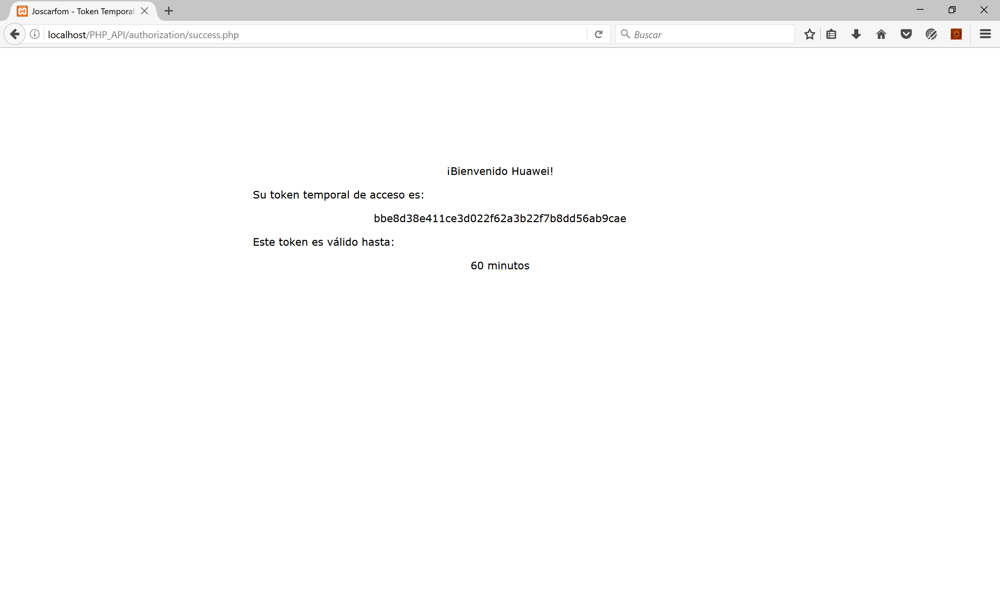 Joscarfom - Token Temporal
localhost/PHP_API/authorization/success.php
Buscar
¡Bienvenido Huawei!
Su token temporal de acceso es:
bbe8d38e411ce3d022f62a3b22f7b8dd56ab9cae
Este token es válido hasta:
60 minutos